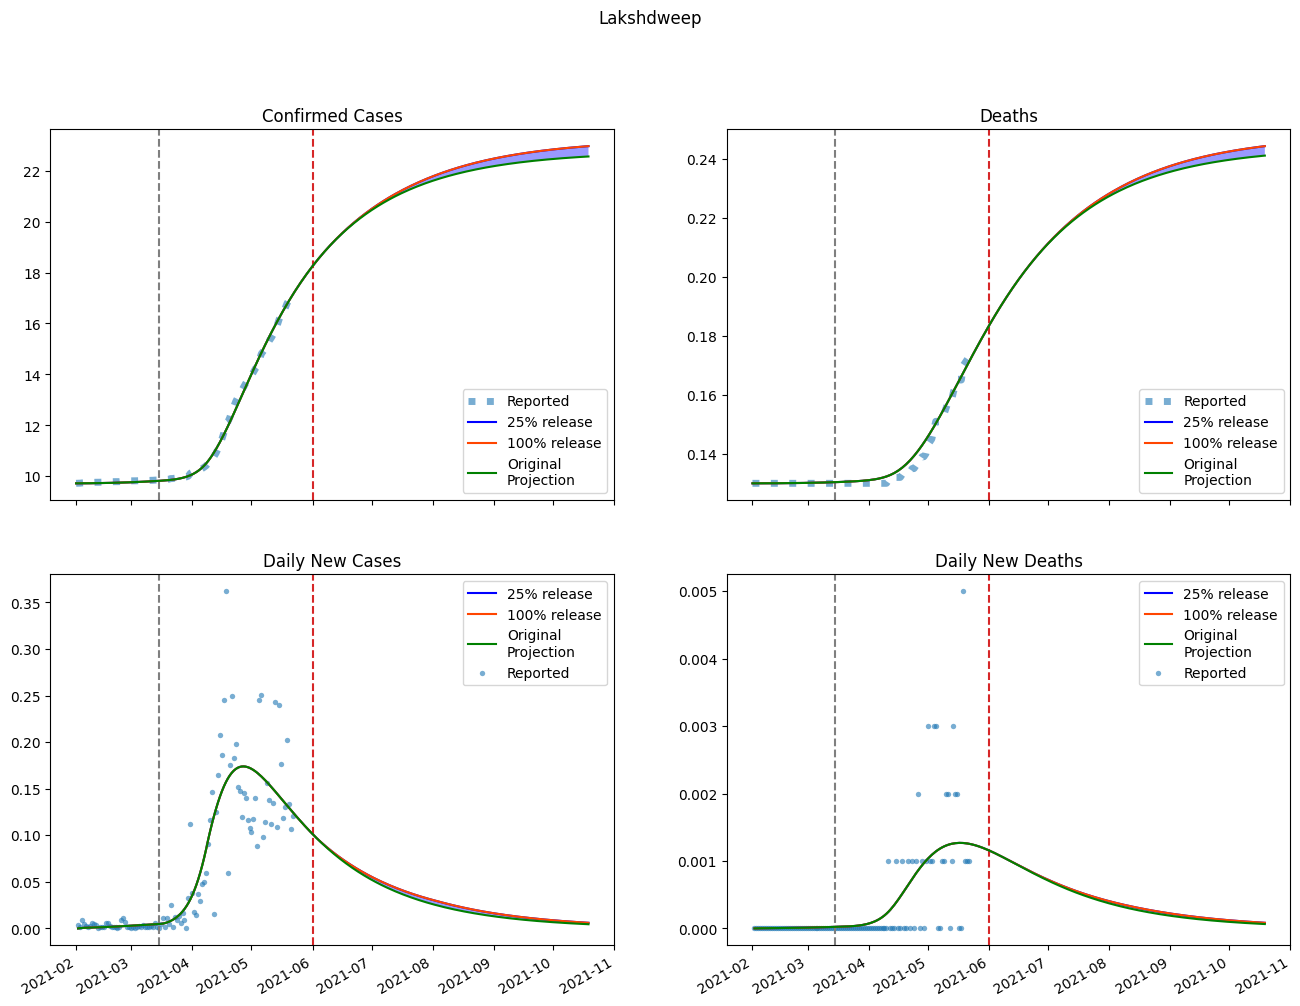 Lakshdweep
Confirmed Cases
22
20
18
16
14
12
10
Reported
25% release
100% release
Original
Projection
Deaths
0.24
0.22
0.20
0.18
0.16
0.14
Reported
25% release
100% release
Original
Projection
Daily New Cases
0.35
0.30
0.25
0.20
0.15
0.10
0.05
0.00
25% release
100% release
Original
Projection
Reported
2021-02
2021-03
2021-04
2021-05
2021-06
2021-07
2021-08
2021-09
2021-10
2021-11
Daily New Deaths
0.005
0.004
0.003
0.002
0.001
0.000
25% release
100% release
Original
Projection
Reported
2021-02
2021-03
2021-04
2021-05
2021-06
2021-07
2021-08
2021-09
2021-10
2021-11